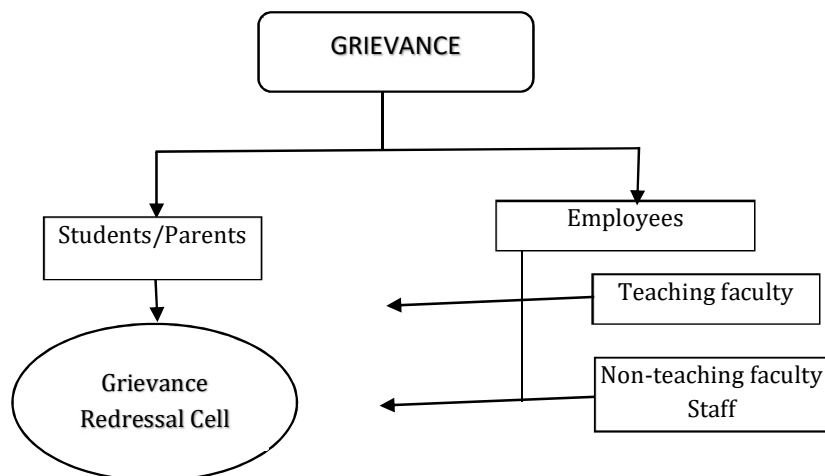 GRIEVANCE
Students/Parents
Employees
Teaching faculty
Grievance
Redressal Cell
Non-teaching faculty
Staff